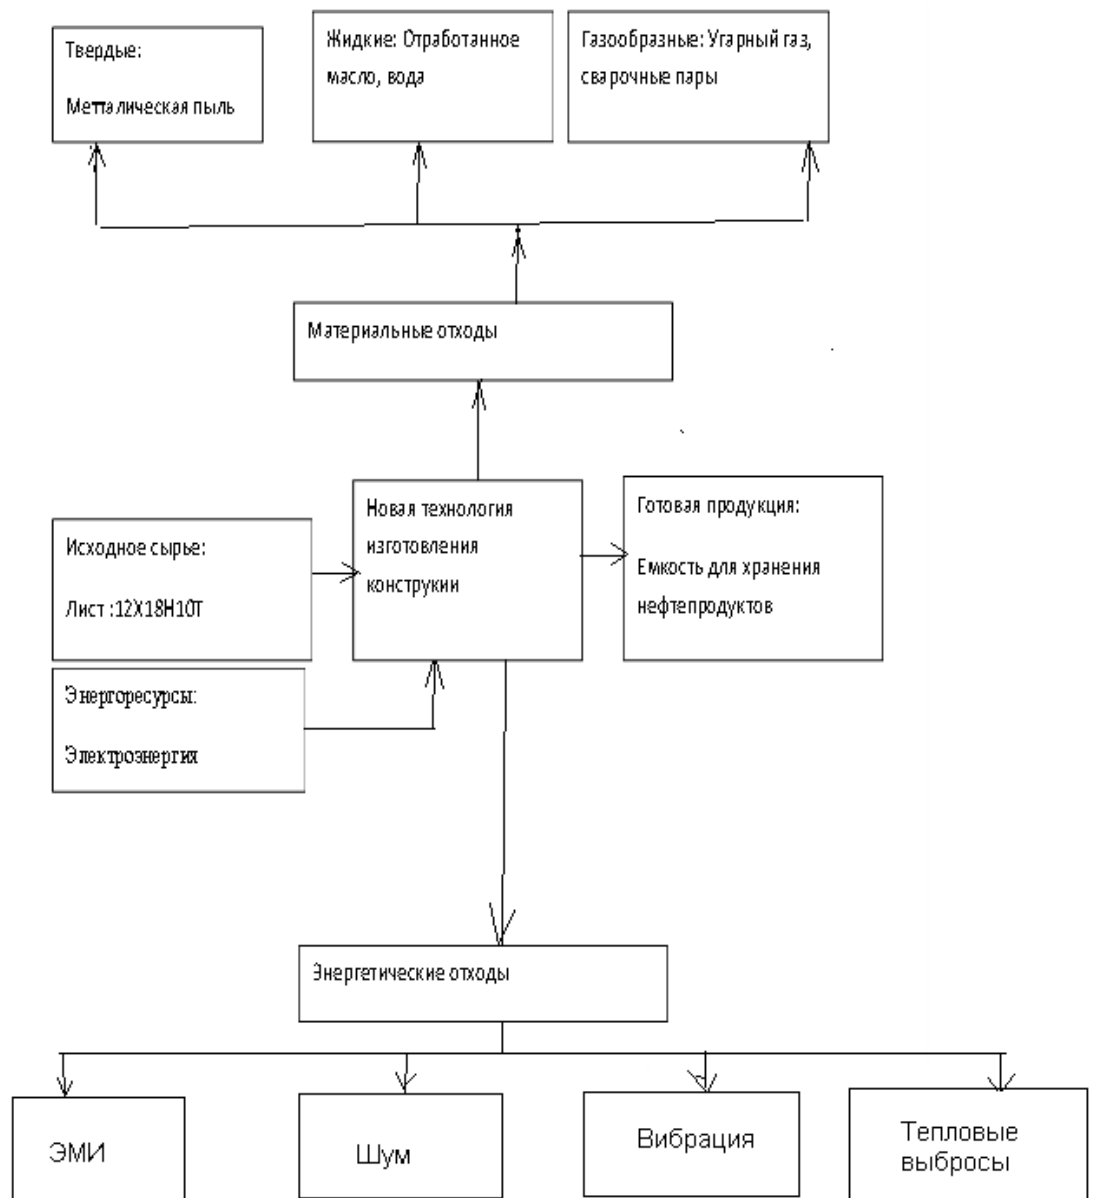 Твердые:
Метталическая пыль
Жидкие: Отработанное
масло, вода
Газообразные: Угарный газ,
сварочные пары
Материальные отходы
Исходное сырье:
Лист :12Х18Н10Т
Новая технология
изготовления
конструкии
Готовая продукция:
Емкость для хранения
нефтепродуктов
Энергоресурсы:
Электроэнергия
Энергетические отходы
ЭМИ
Шум
Вибрация
Тепловые
выбросы